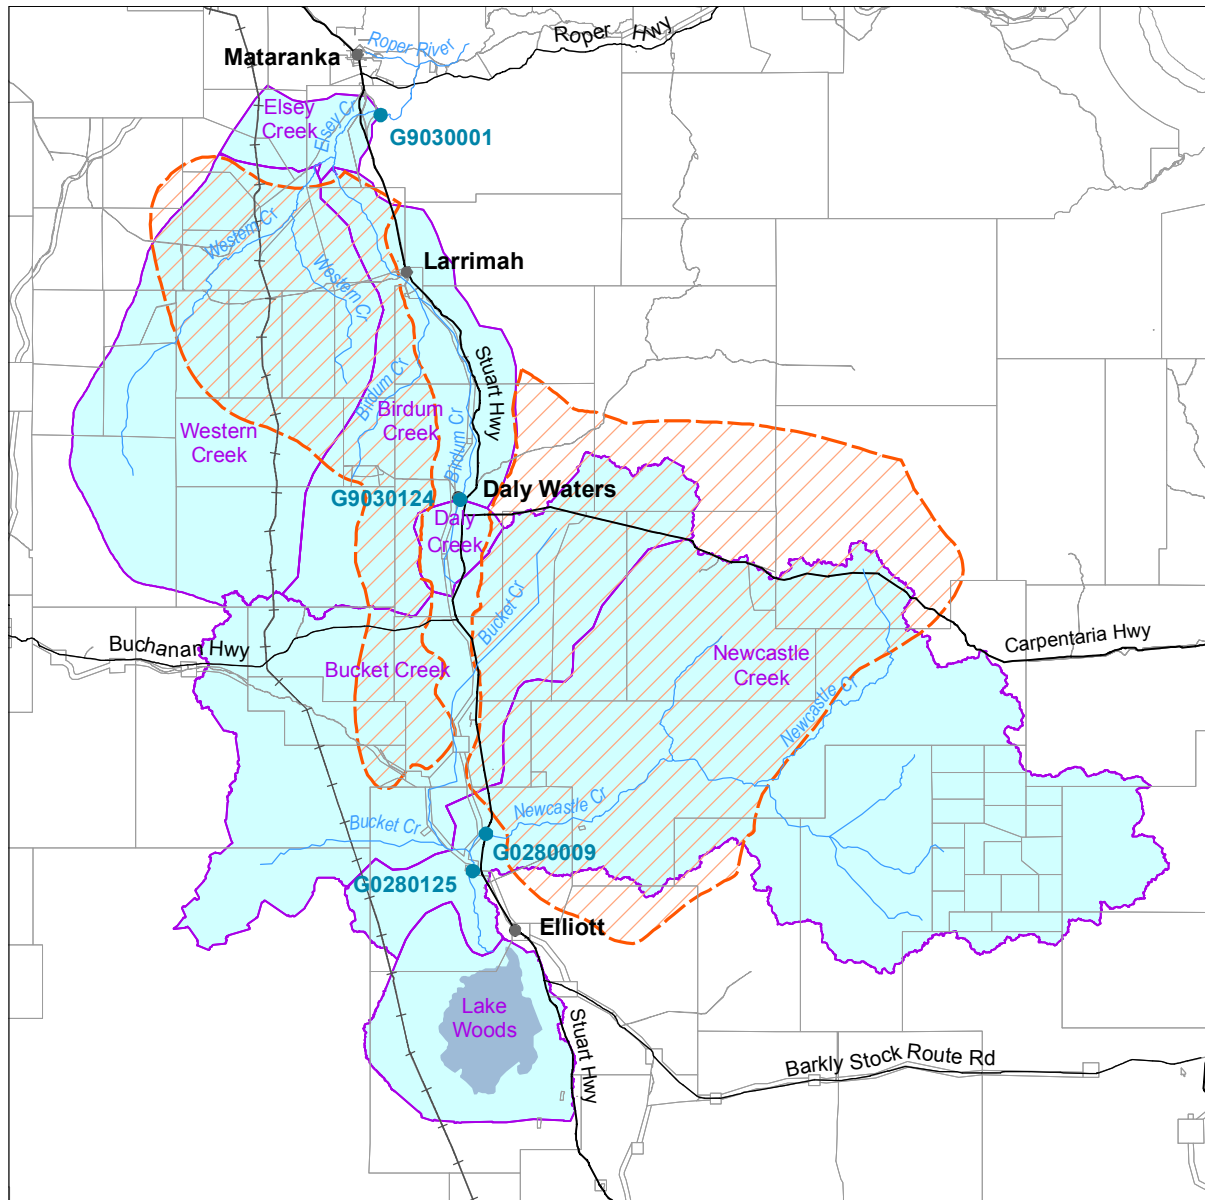 Roper Hwy
Roper River
Mataranka
Elsey
Creek
Elsey Cr
G9030001
Western Cr
Western Cr
Larrimah
Stuart Hwy
Birdum Cr
Birdum
Creek
Birdum Cr
Western
Creek
G9030124
Daly Waters
Daly
Creek
Bucket Cr
Buchanan Hwy
Bucket Creek
Newcastle
Creek
Carpentaria Hwy
Newcastle Cr
Newcastle Cr
Bucket Cr
G0280009
G0280125
Elliott
Lake
Woods
Stuart Hwy
Barkly Stock Route Rd